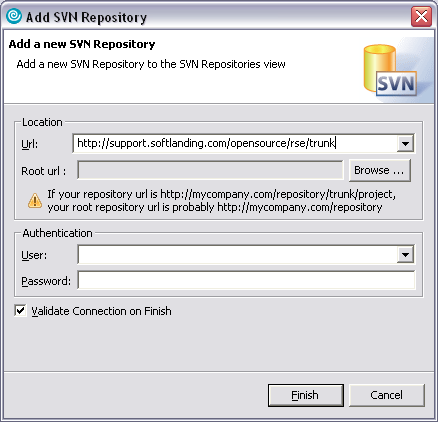 Add SVN Repository
Add a new SVN Repository
Add a new SVN Repository to the SVN Repositories view
SVN
Location
Url: http://support.softlanding.com/opensource/rse/trunk
Root url : Browse ...
If your repository url is http://mycompany.com/repository/trunk/project,
your root repository url is probably http://mycompany.com/repository
Authentication
User:
Password:
Validate Connection on Finish
Finish Cancel